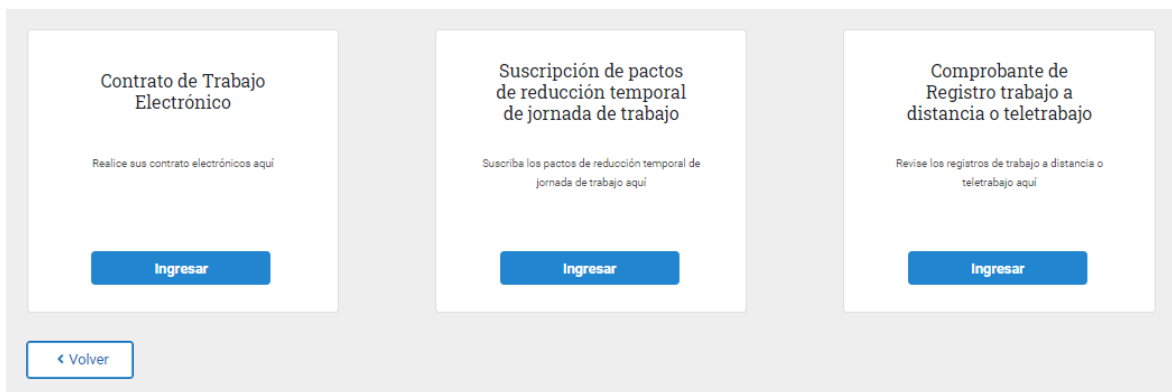 Contrato de Trabajo
Electrónico
Realice sus contrato electrónicos aquí
Ingresar
Suscripción de pactos
de reducción temporal
de jornada de trabajo
Suscriba los pactos de reducción temporal de
jornada de trabajo aquí
Ingresar
Comprobante de
Registro trabajo a
distancia o teletrabajo
Revise los registros de trabajo a distancia o
teletrabajo aquí
Ingresar
Volver